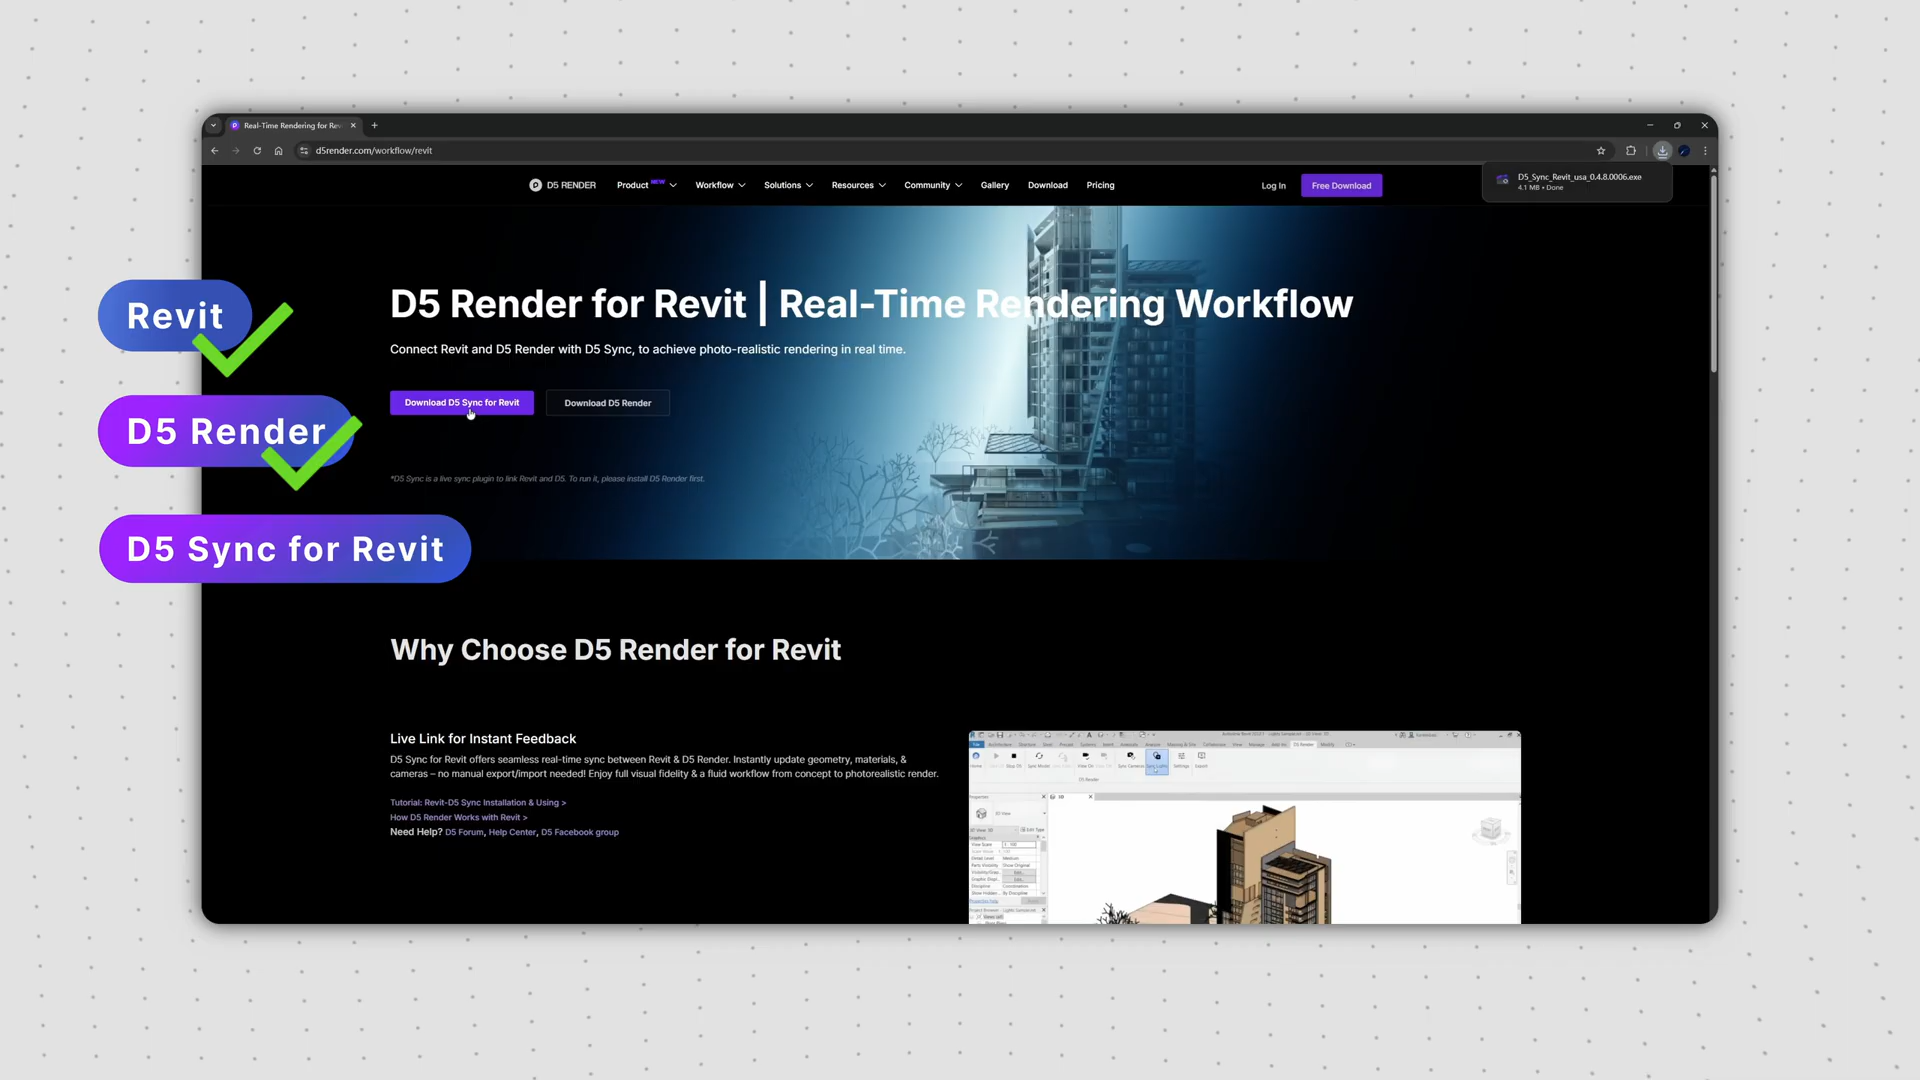 Real-Time Rendering for Rev
d5render.com/workflow/revit
D5 RENDER
Product NEW
Workflow
Solutions
Resources
Community
Gallery
Download
Pricing
Log In
Free Download
D5_Sync_Revit_usa_0.4.8.0006.exe
4.1 MB • Done
D5 Render for Revit | Real-Time Rendering Workflow
Connect Revit and D5 Render with D5 Sync, to achieve photo-realistic rendering in real time.
Download D5 Sync for Revit
Download D5 Render
*D5 Sync is a live sync plugin to link Revit and D5. To run it, please install D5 Render first.
Revit
D5 Render
D5 Sync for Revit
Why Choose D5 Render for Revit
Live Link for Instant Feedback
D5 Sync for Revit offers seamless real-time sync between Revit & D5 Render. Instantly update geometry, materials, &
cameras – no manual export/import needed! Enjoy full visual fidelity & a fluid workflow from concept to photorealistic render.
Tutorial: Revit-D5 Sync Installation & Using >
How D5 Render Works with Revit >
Need Help? D5 Forum, Help Center, D5 Facebook group